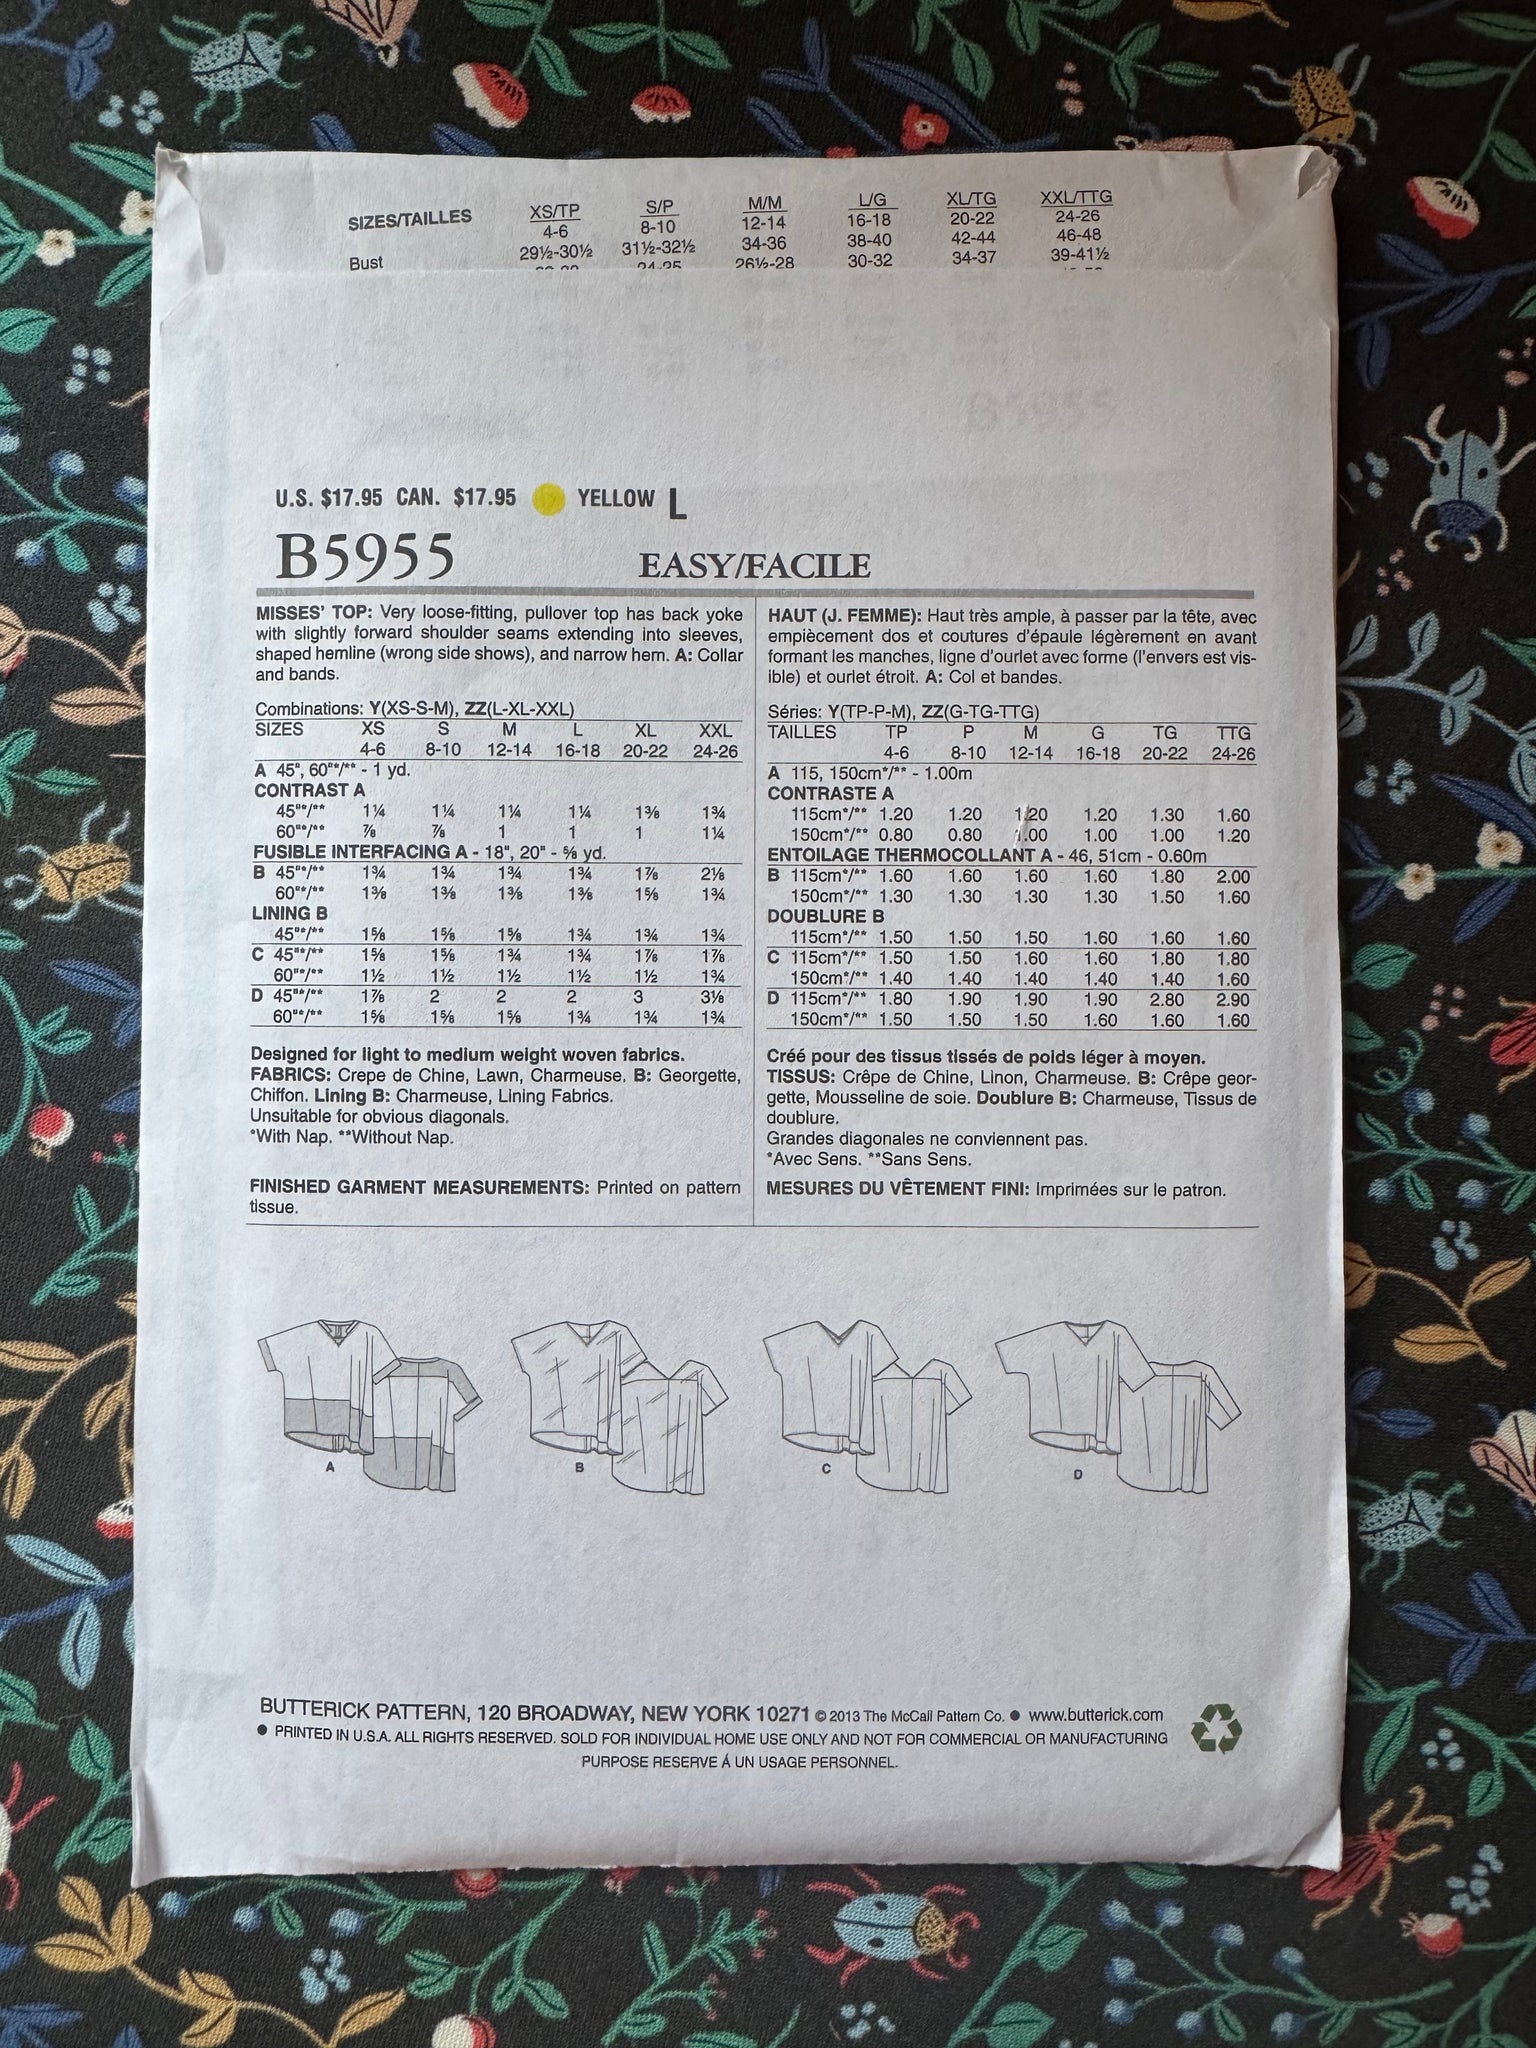 SIZES/TAILLES XS/TP S/P M/M L/G XL/TG XXL/TTG
4-6 8-10 12-14 16-18 20-22 24-26
Bust 29½-30½ 31½-32½ 34-36 38-40 42-44 46-48
24-25 26½-28 30-32 34-37 39-41½
U.S. $17.95 CAN. $17.95 YELLOW L
B5955 EASY/FACILE
MISSES' TOP: Very loose-fitting, pullover top has back yoke
with slightly forward shoulder seams extending into sleeves,
shaped hemline (wrong side shows), and narrow hem. A: Collar
and bands.
Combinations: Y(XS-S-M), ZZ(L-XL-XXL)
SIZES XS S M L XL XXL
4-6 8-10 12-14 16-18 20-22 24-26
A 45", 60"*/** - 1 yd.
CONTRAST A
45"*/** 1¼ 1¼ 1¼ 1¼ 1⅜ 1¾
60"*/** ⅞ ⅞ 1 1 1 1¼
FUSIBLE INTERFACING A - 18", 20" - ⅝ yd.
B 45"*/** 1¾ 1¾ 1¾ 1¾ 1⅞ 2⅛
60"*/** 1⅜ 1⅜ 1⅜ 1⅜ 1⅝ 1¾
LINING B
45"*/** 1⅝ 1⅝ 1⅝ 1¾ 1¾ 1¾
C 45"*/** 1⅝ 1⅝ 1¾ 1¾ 1⅞ 1⅞
60"*/** 1½ 1½ 1½ 1½ 1½ 1¾
D 45"*/** 1⅞ 2 2 2 3 3⅛
60"*/** 1⅝ 1⅝ 1⅝ 1¾ 1¾ 1¾
Designed for light to medium weight woven fabrics.
FABRICS: Crepe de Chine, Lawn, Charmeuse. B: Georgette,
Chiffon. Lining B: Charmeuse, Lining Fabrics.
Unsuitable for obvious diagonals.
*With Nap. **Without Nap.
FINISHED GARMENT MEASUREMENTS: Printed on pattern
tissue.
HAUT (J. FEMME): Haut très ample, à passer par la tête, avec
empiècement dos et coutures d'épaule légèrement en avant
formant les manches, ligne d'ourlet avec forme (l'envers est vis-
ible) et ourlet étroit. A: Col et bandes.
Séries: Y(TP-P-M), ZZ(G-TG-TTG)
TAILLES TP P M G TG TTG
4-6 8-10 12-14 16-18 20-22 24-26
A 115, 150cm*/** - 1.00m
CONTRASTE A
115cm*/** 1.20 1.20 1.20 1.20 1.30 1.60
150cm*/** 0.80 0.80 1.00 1.00 1.00 1.20
ENTOILAGE THERMOCOLLANT A - 46, 51cm - 0.60m
B 115cm*/** 1.60 1.60 1.60 1.60 1.80 2.00
150cm*/** 1.30 1.30 1.30 1.30 1.50 1.60
DOUBLURE B
115cm*/** 1.50 1.50 1.50 1.60 1.60 1.60
C 115cm*/** 1.50 1.50 1.60 1.60 1.80 1.80
150cm*/** 1.40 1.40 1.40 1.40 1.40 1.60
D 115cm*/** 1.80 1.90 1.90 1.90 2.80 2.90
150cm*/** 1.50 1.50 1.50 1.60 1.60 1.60
Créé pour des tissus tissés de poids léger à moyen.
TISSUS: Crêpe de Chine, Linon, Charmeuse. B: Crêpe geor-
gette, Mousseline de soie. Doublure B: Charmeuse, Tissus de
doublure.
Grandes diagonales ne conviennent pas.
*Avec Sens. **Sans Sens.
MESURES DU VÊTEMENT FINI: Imprimées sur le patron.
A B C D
BUTTERICK PATTERN, 120 BROADWAY, NEW YORK 10271 © 2013 The McCall Pattern Co. ● www.butterick.com
● PRINTED IN U.S.A. ALL RIGHTS RESERVED. SOLD FOR INDIVIDUAL HOME USE ONLY AND NOT FOR COMMERCIAL OR MANUFACTURING
PURPOSE RESERVE Á UN USAGE PERSONNEL.